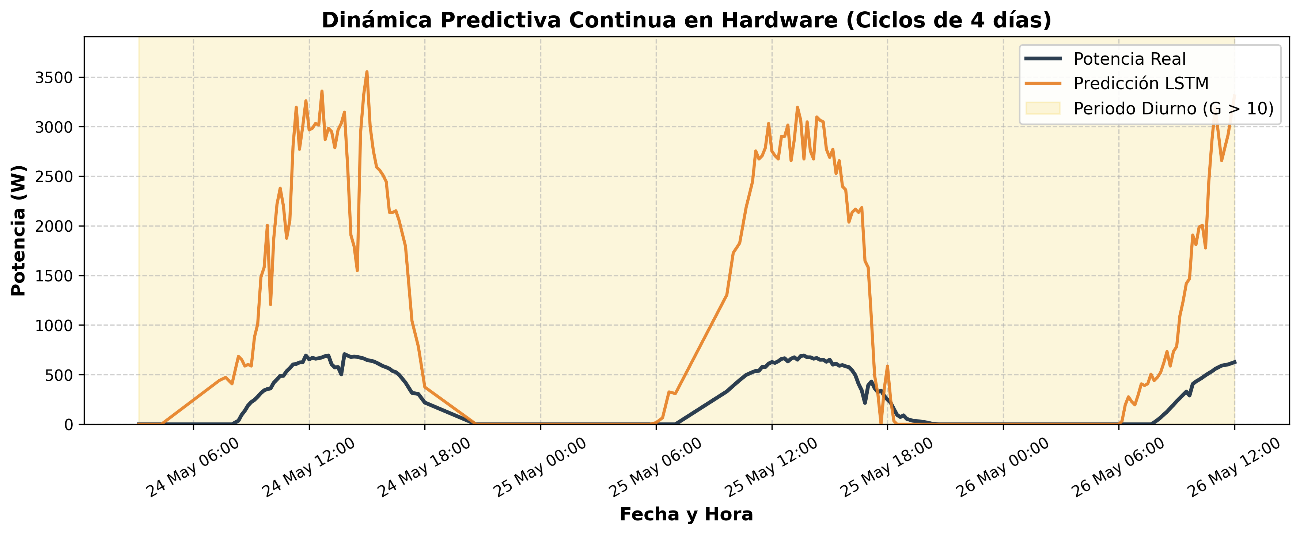 Dinámica Predictiva Continua en Hardware (Ciclos de 4 días)
Potencia Real
Predicción LSTM
Periodo Diurno (G > 10)
Potencia (W)
3500
3000
2500
2000
1500
1000
500
0
24 May 06:00
24 May 12:00
24 May 18:00
25 May 00:00
25 May 06:00
25 May 12:00
25 May 18:00
26 May 00:00
26 May 06:00
26 May 12:00
Fecha y Hora